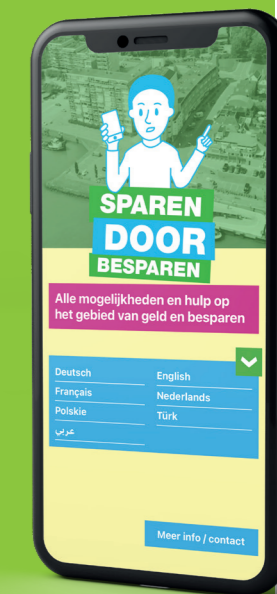 SPAREN
DOOR
BESPAREN
Alle mogelijkheden en hulp op
het gebied van geld en besparen
Deutsch
English
Français
Nederlands
Polskie
Türk
عربي
Meer info / contact